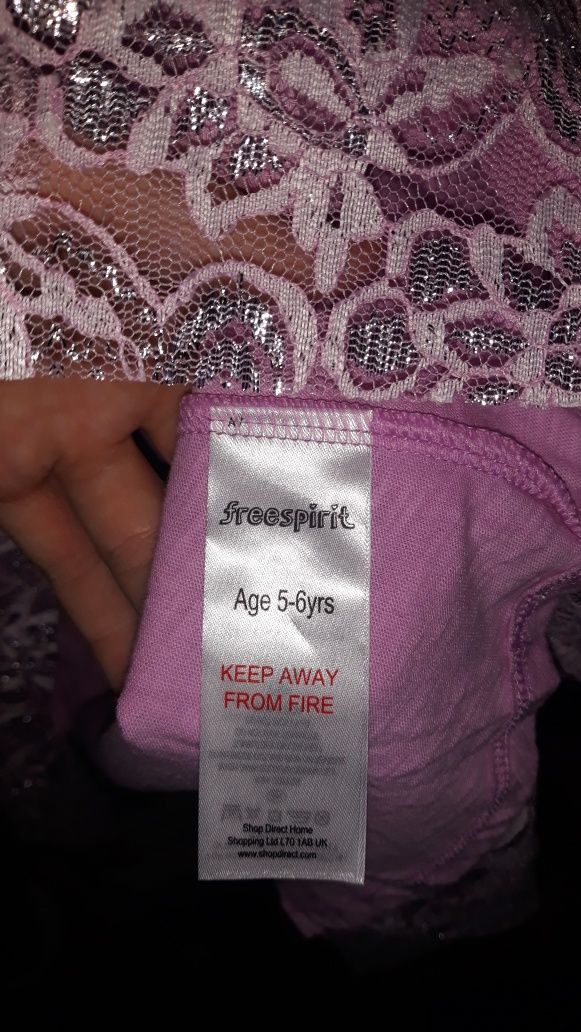 freespirit
Age 5-6yrs
KEEP AWAY
FROM FIRE
Shop Direct Home
Shopping Ltd L70 1AB UK
www.shopdirect.com